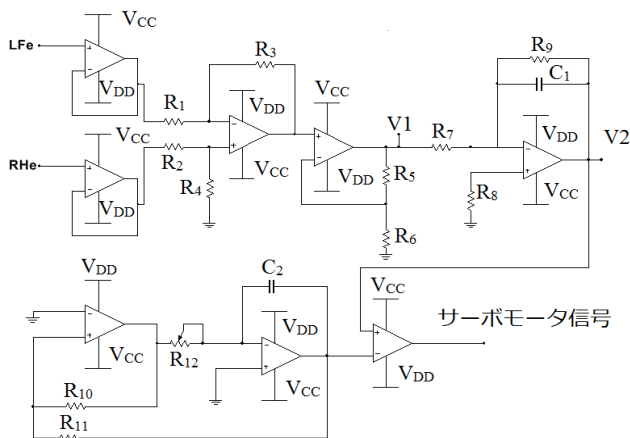 LFe
VCC
VDD
R1
R3
VDD
VCC
RHe
VCC
VDD
R2
R4
VCC
VDD
V1
R5
R6
R7
R9
C1
VDD
VCC
R8
V2
VDD
VCC
R10
R11
R12
C2
VDD
VCC
VCC
VDD
サーボモータ信号